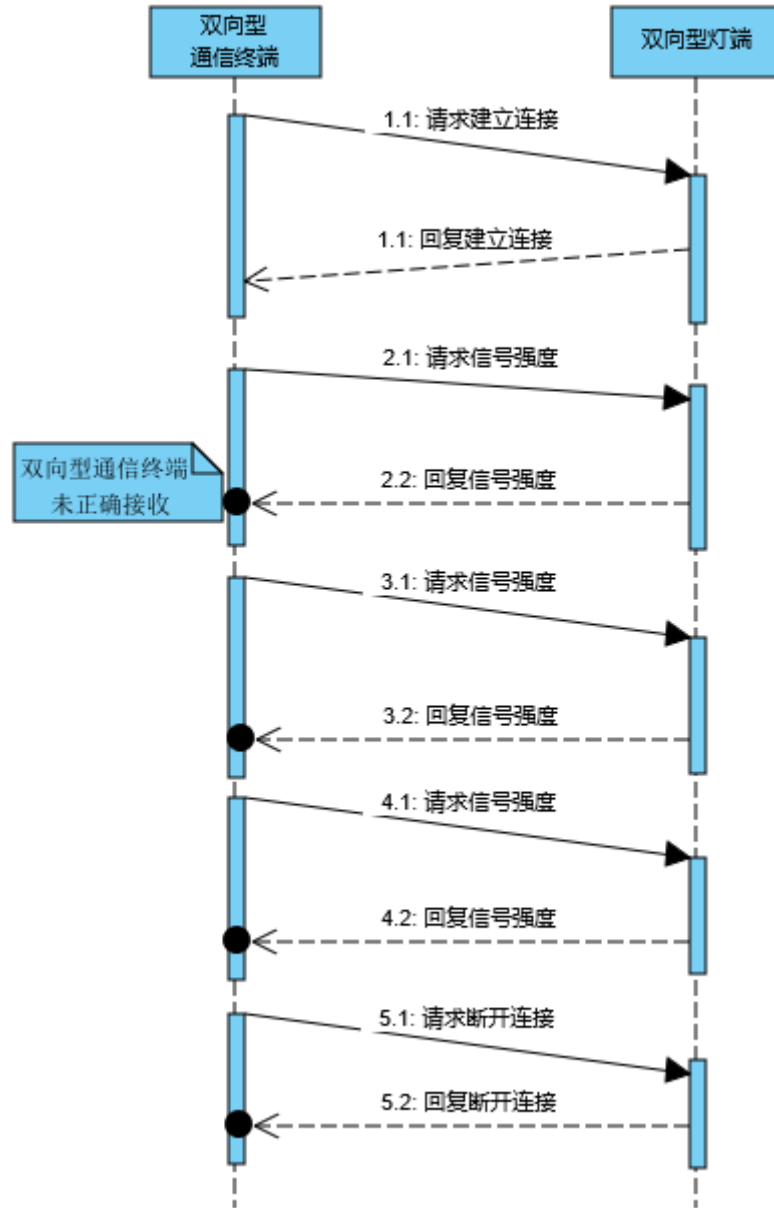 双向型
通信终端
双向型灯端
1.1: 请求建立连接
1.1: 回复建立连接
2.1: 请求信号强度
双向型通信终端
未正确接收
2.2: 回复信号强度
3.1: 请求信号强度
3.2: 回复信号强度
4.1: 请求信号强度
4.2: 回复信号强度
5.1: 请求断开连接
5.2: 回复断开连接